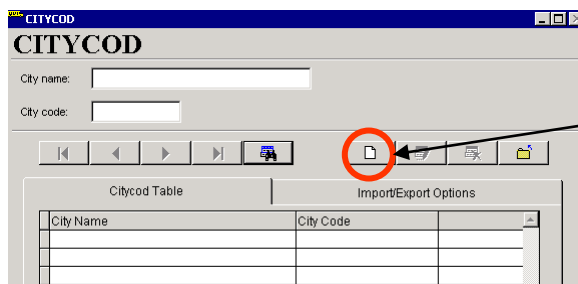 CITYCOD
CITYCOD
City name:
City code:
Citycod Table
Import/Export Options
City Name City Code